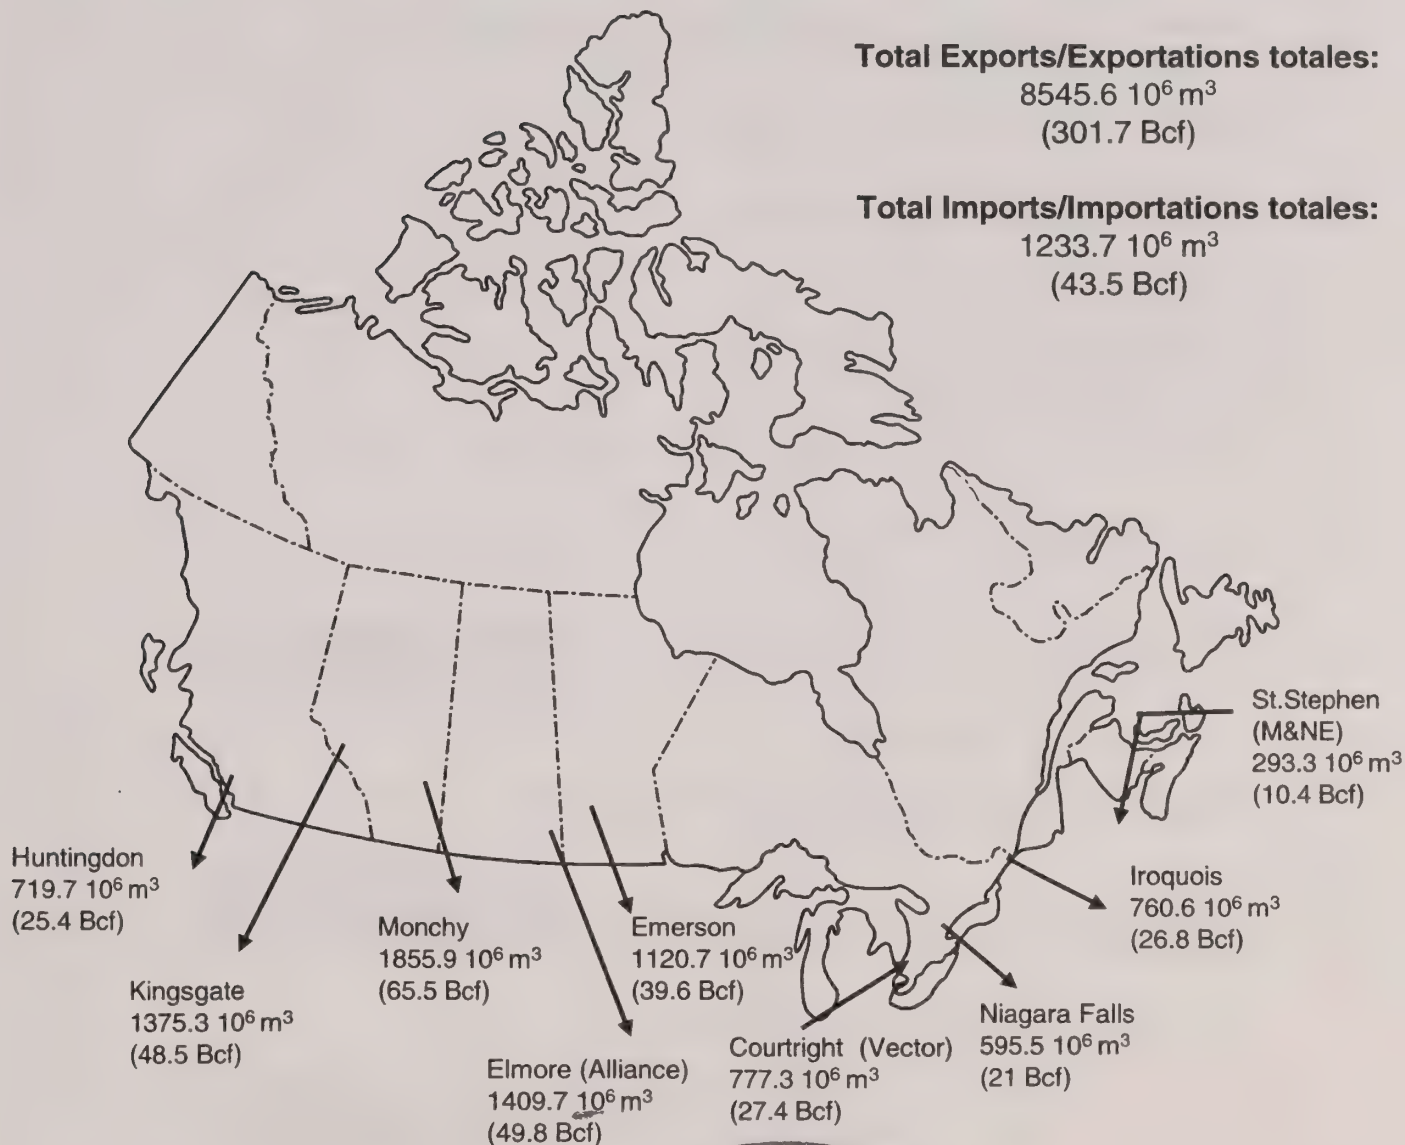 Total Exports/Exportations totales:
8545.6 10⁶ m³
(301.7 Bcf)
Total Imports/Importations totales:
1233.7 10⁶ m³
(43.5 Bcf)
St.Stephen
(M&NE)
293.3 10⁶ m³
(10.4 Bcf)
Huntingdon
719.7 10⁶ m³
(25.4 Bcf)
Kingsgate
1375.3 10⁶ m³
(48.5 Bcf)
Monchy
1855.9 10⁶ m³
(65.5 Bcf)
Elmore (Alliance)
1409.7 10⁶ m³
(49.8 Bcf)
Emerson
1120.7 10⁶ m³
(39.6 Bcf)
Courtright (Vector)
777.3 10⁶ m³
(27.4 Bcf)
Niagara Falls
595.5 10⁶ m³
(21 Bcf)
Iroquois
760.6 10⁶ m³
(26.8 Bcf)